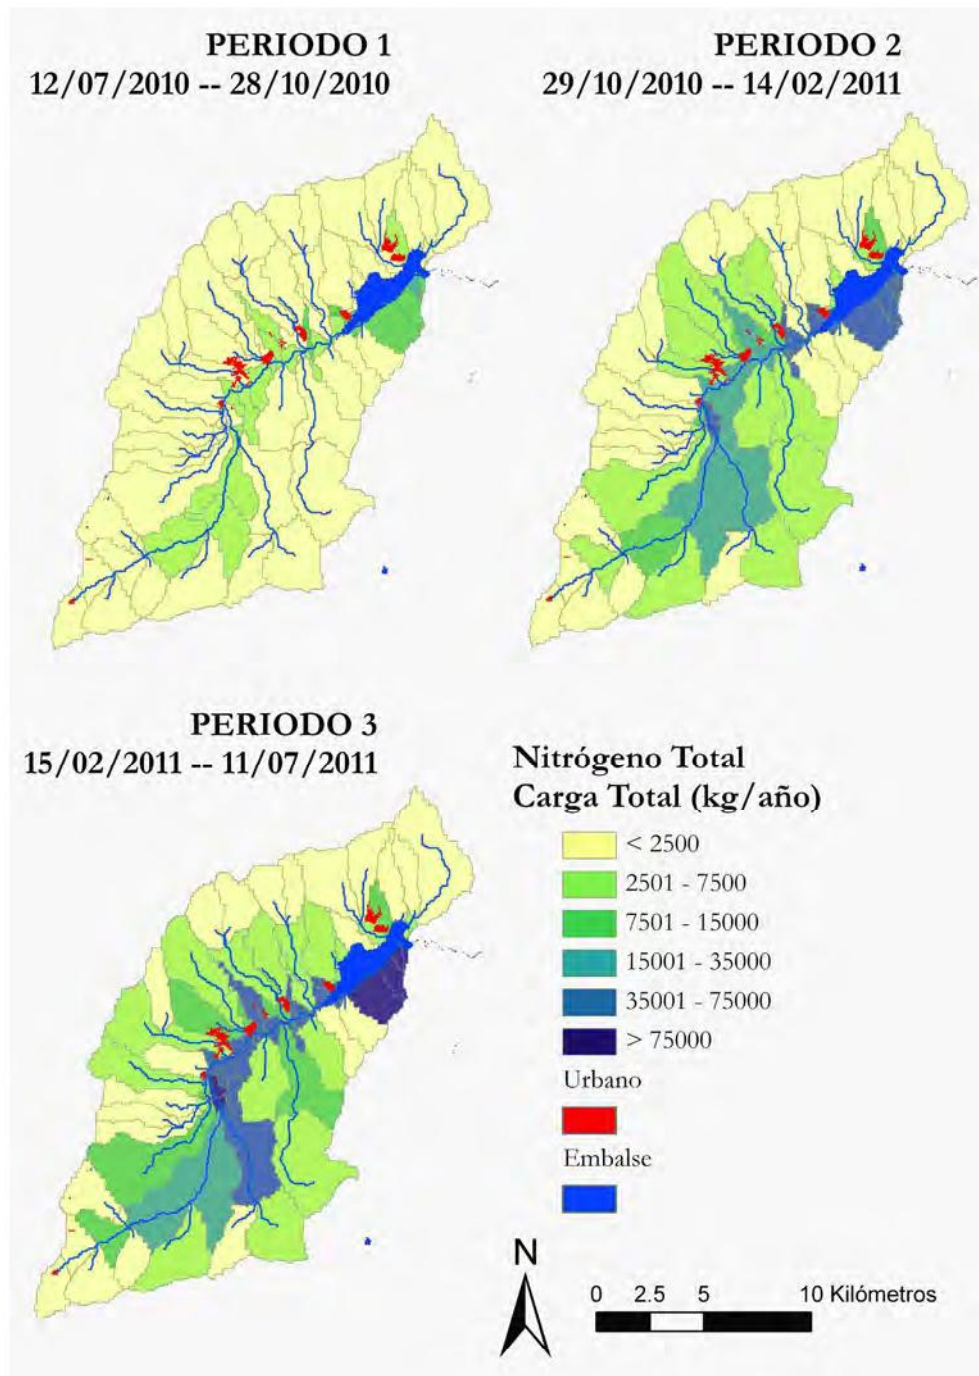 PERIODO 1
12/07/2010 -- 28/10/2010
PERIODO 2
29/10/2010 -- 14/02/2011
PERIODO 3
15/02/2011 -- 11/07/2011
Nitrógeno Total
Carga Total (kg/año)
< 2500
2501 - 7500
7501 - 15000
15001 - 35000
35001 - 75000
> 75000
Urbano
Embalse
N
0 2.5 5 10 Kilómetros